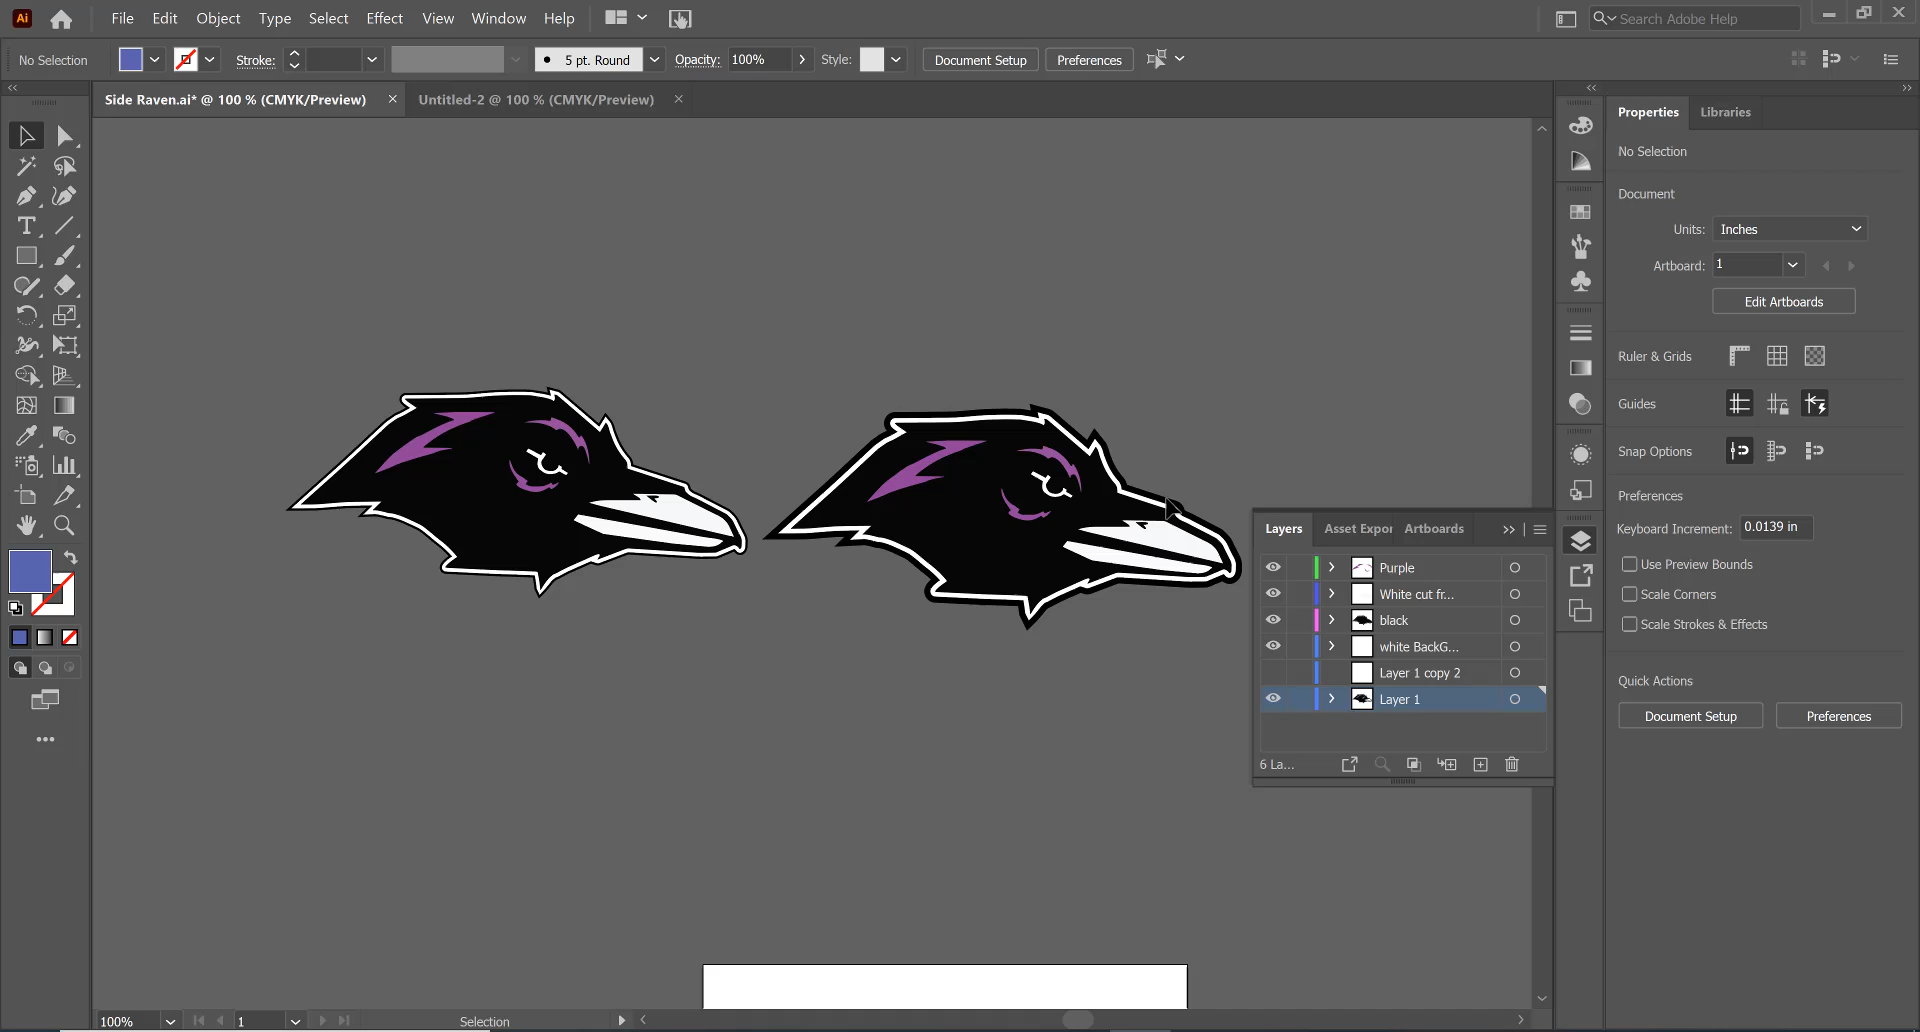 Ai File Edit Object Type Select Effect View Window Help Search Adobe Help
No Selection Stroke: 5 pt. Round Opacity: 100% Style: Document Setup Preferences
Side Raven.ai* @ 100 % (CMYK/Preview) × Untitled-2 @ 100 % (CMYK/Preview) ×
Properties Libraries
No Selection
Document
Units: Inches
Artboard: 1
Edit Artboards
Ruler & Grids
Guides
Snap Options
Preferences
Keyboard Increment: 0.0139 in
Use Preview Bounds
Scale Corners
Scale Strokes & Effects
Quick Actions
Document Setup Preferences
Layers Asset Expor Artboards
Purple
White cut fr...
black
white BackG...
Layer 1 copy 2
Layer 1
6 La...
100% 1 Selection